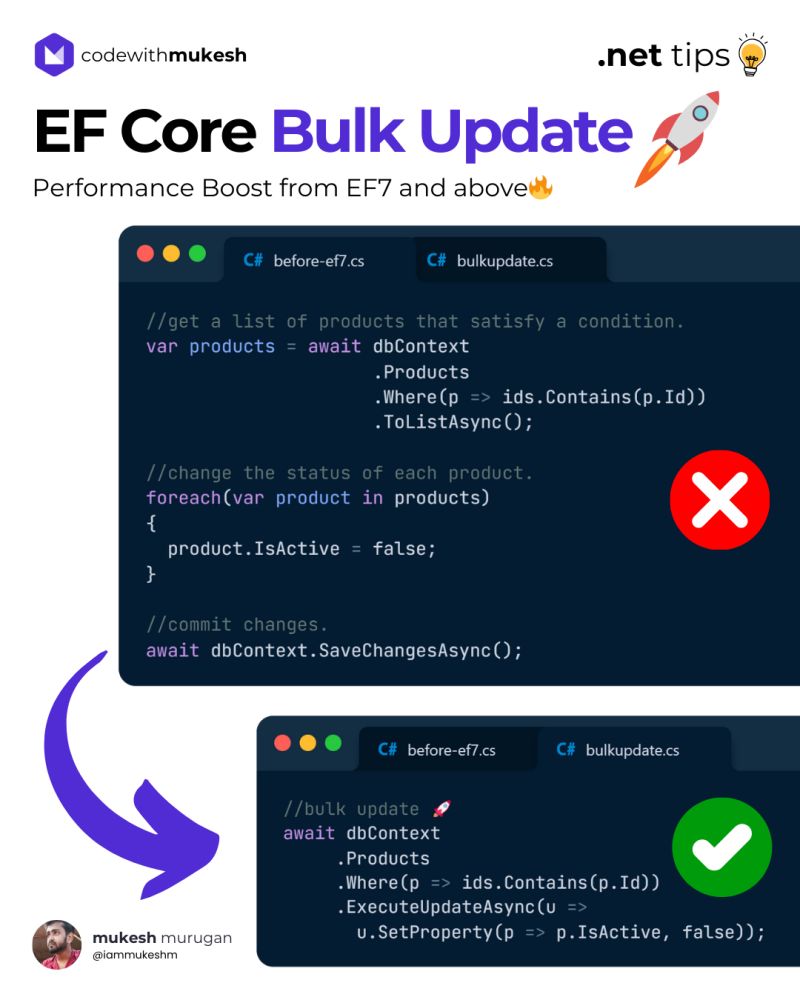 codewithmukesh
.net tips
EF Core Bulk Update
Performance Boost from EF7 and above
C# before-ef7.cs C# bulkupdate.cs
//get a list of products that satisfy a condition.
var products = await dbContext
.Products
.Where(p => ids.Contains(p.Id))
.ToListAsync();
//change the status of each product.
foreach(var product in products)
{
product.IsActive = false;
}
//commit changes.
await dbContext.SaveChangesAsync();
C# before-ef7.cs C# bulkupdate.cs
//bulk update 🚀
await dbContext
.Products
.Where(p => ids.Contains(p.Id))
.ExecuteUpdateAsync(u =>
u.SetProperty(p => p.IsActive, false));
mukesh murugan
@iammukeshm